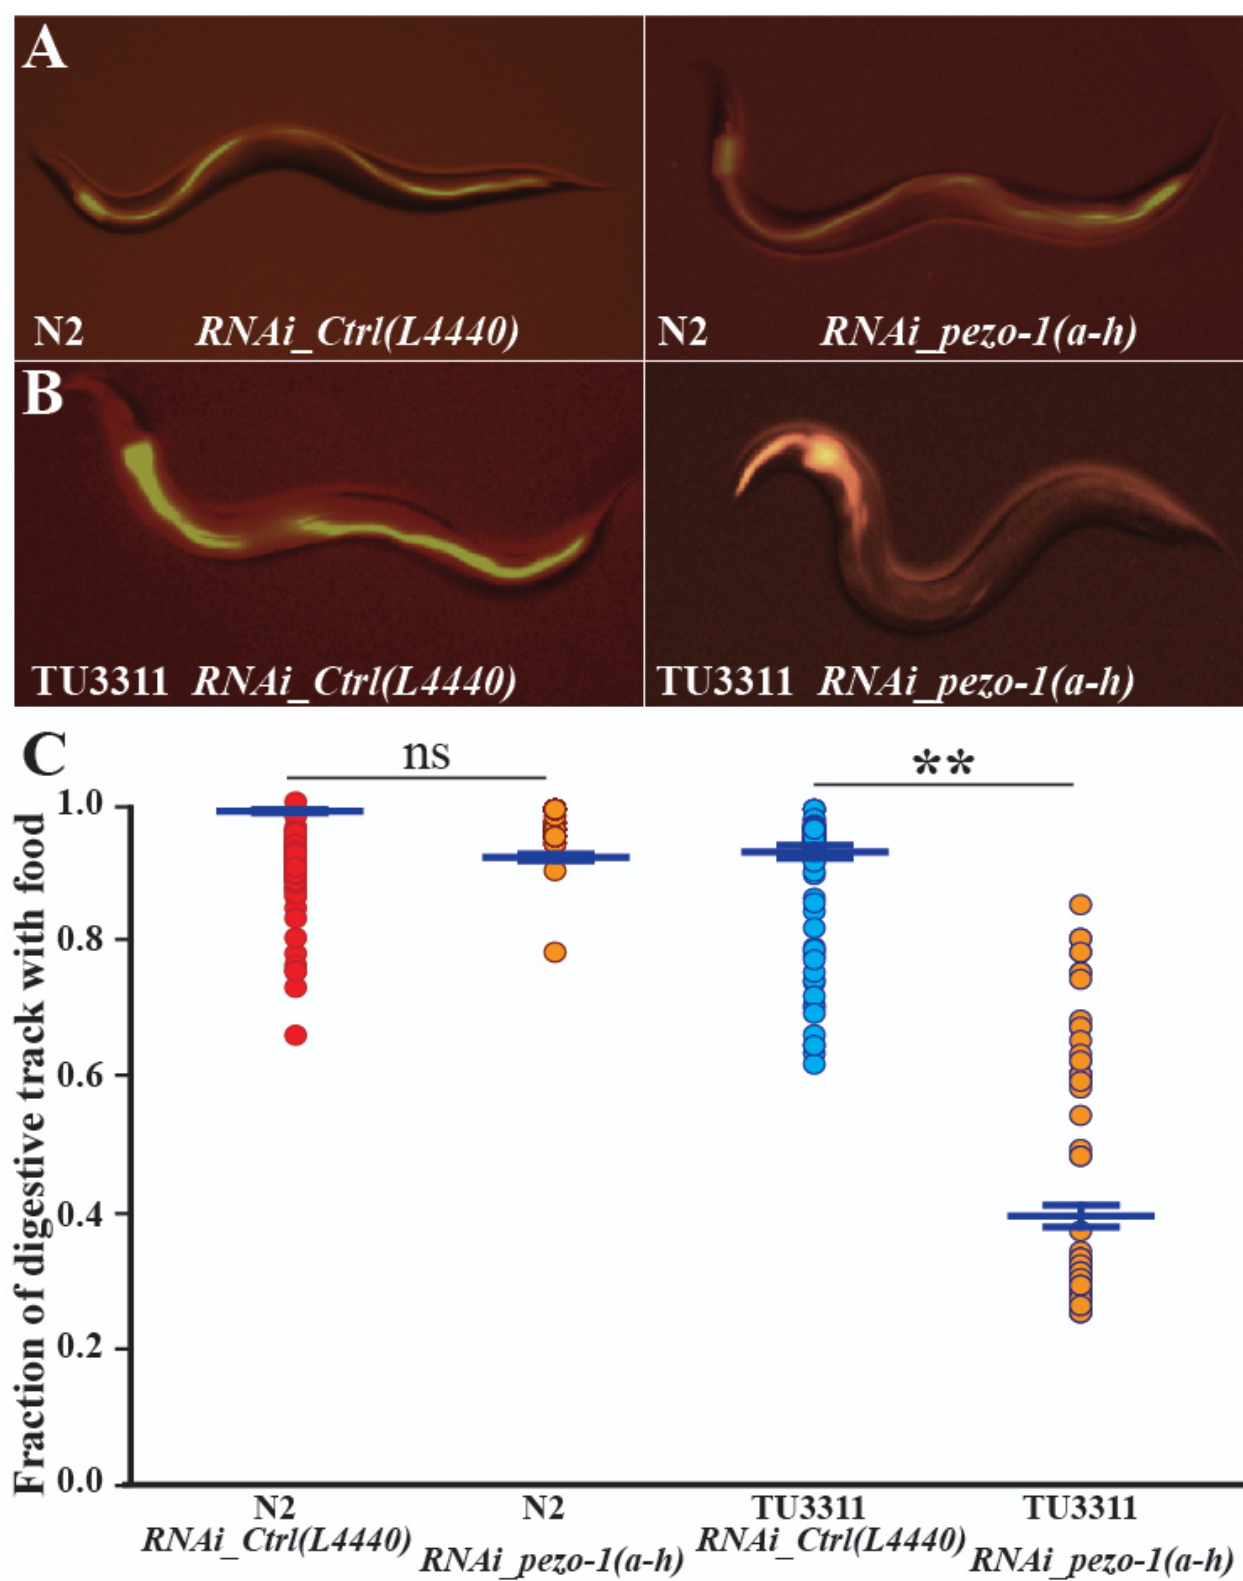 A
N2 RNAi_Ctrl(L4440)
N2 RNAi_pezo-1(a-h)
B
TU3311 RNAi_Ctrl(L4440)
TU3311 RNAi_pezo-1(a-h)
C
ns
**
Fraction of digestive track with food
1.0
0.8
0.6
0.4
0.2
0.0
N2
RNAi_Ctrl(L4440)
N2
RNAi_pezo-1(a-h)
TU3311
RNAi_Ctrl(L4440)
TU3311
RNAi_pezo-1(a-h)